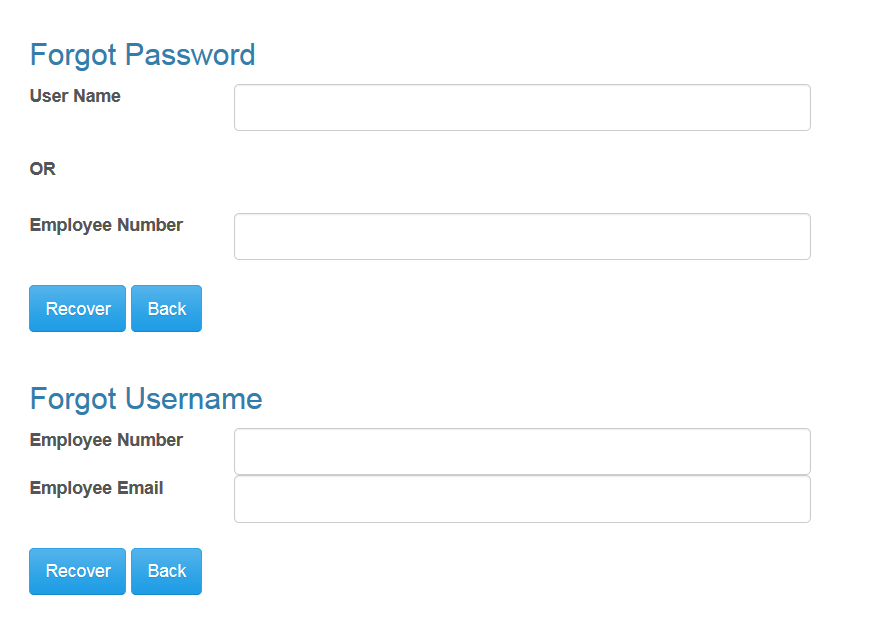 Forgot Password
User Name
OR
Employee Number
Recover Back
Forgot Username
Employee Number
Employee Email
Recover Back